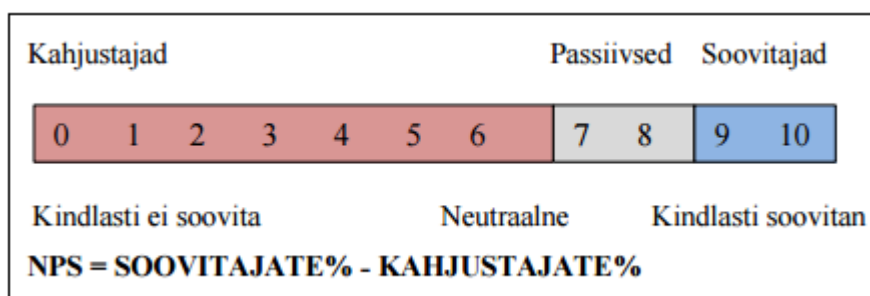 Kahjustajad Passiivsed Soovitajad
0 1 2 3 4 5 6 7 8 9 10
Kindlasti ei soovita Neutraalne Kindlasti soovitan
NPS = SOOVITAJATE% - KAHJUSTAJATE%